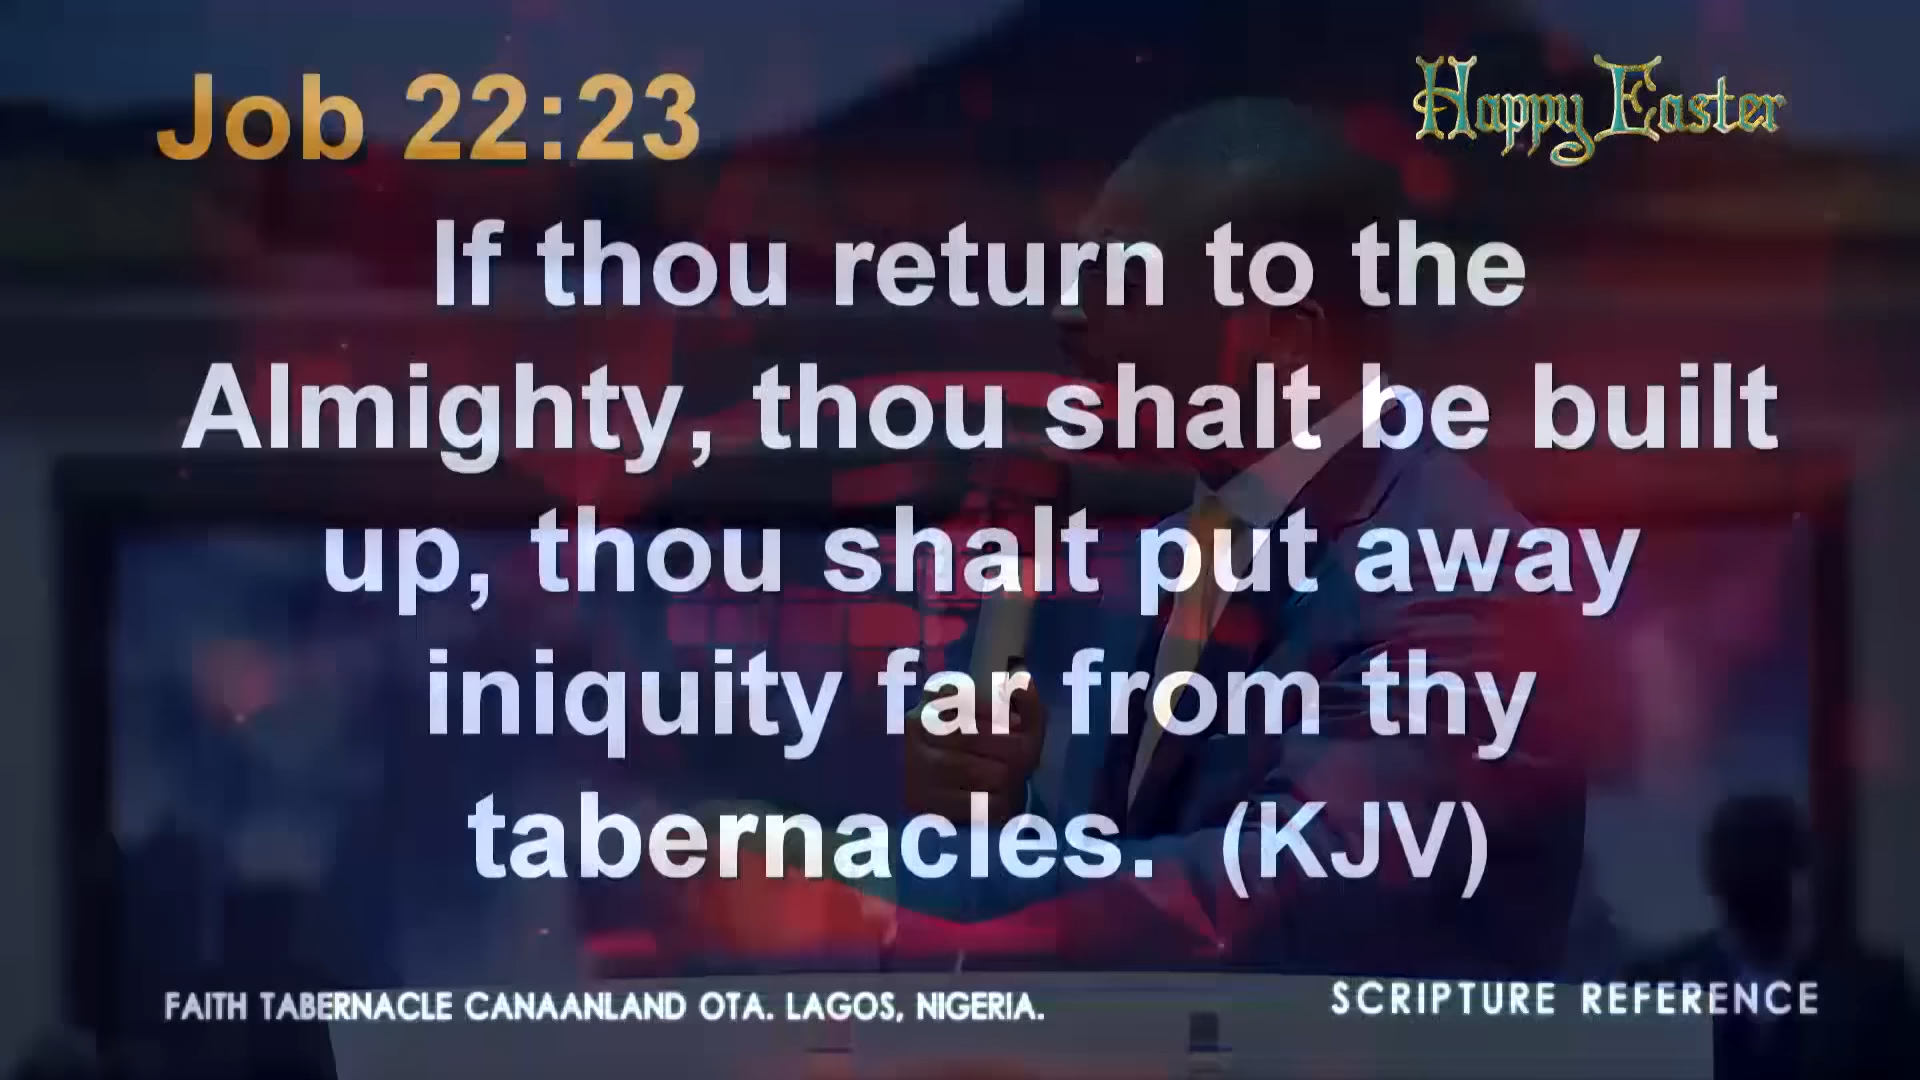 Job 22:23
Happy Easter
If thou return to the
Almighty, thou shalt be built
up, thou shalt put away
iniquity far from thy
tabernacles. (KJV)
FAITH TABERNACLE CANAANLAND OTA. LAGOS, NIGERIA.
SCRIPTURE REFERENCE